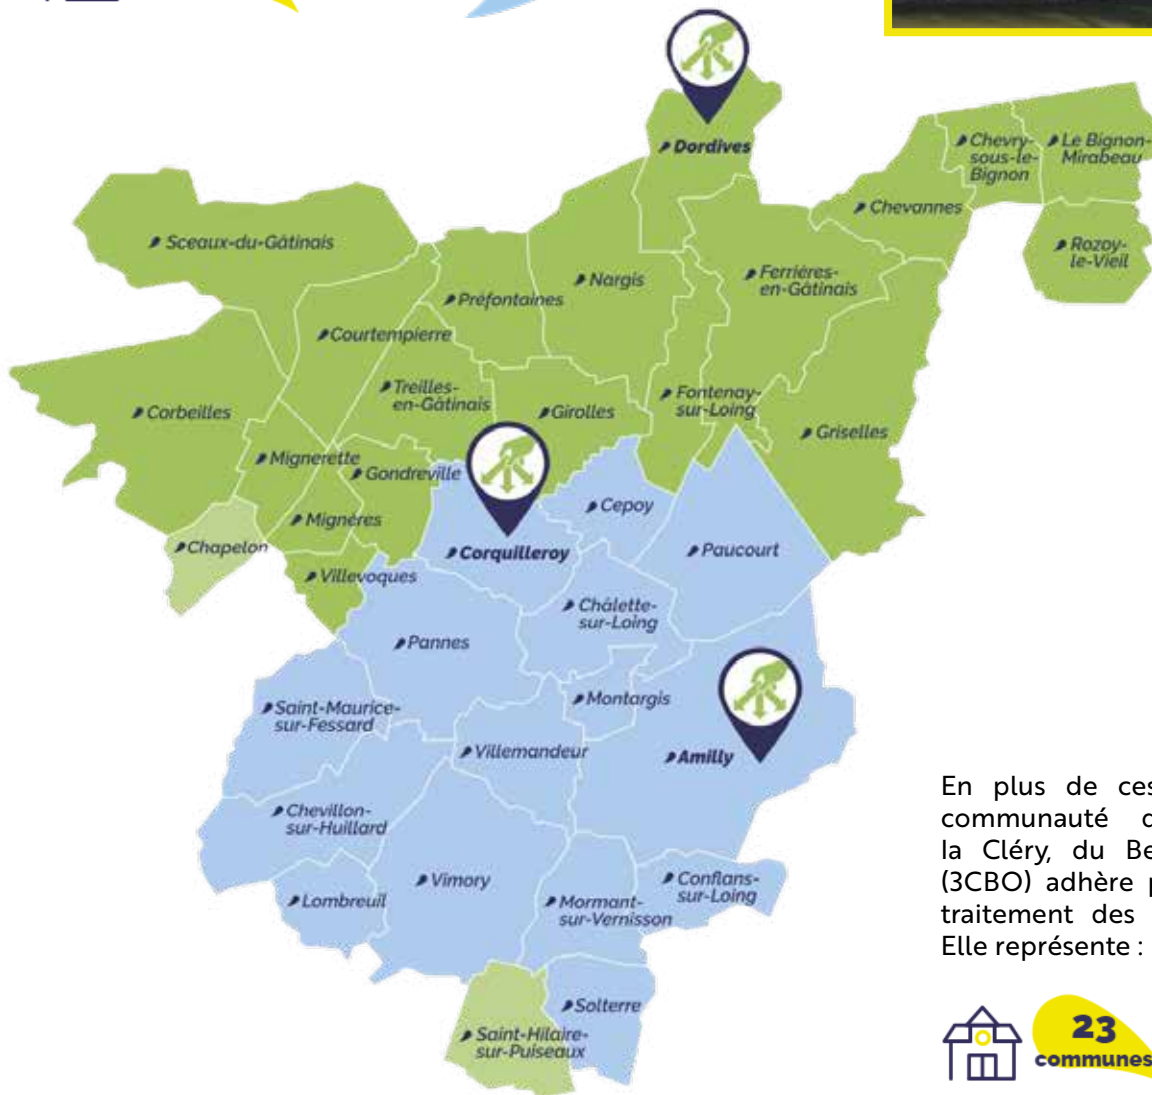 Dordives
Chevry-
sous-le-
Bignon
Le Bignon-
Mirabeau
Chevannes
Sceaux-du-Gâtinais
Rozoy-
le-Vieil
Nargis
Ferrières-
en-Gâtinais
Préfontaines
Courtempierre
Treilles-
en-Gâtinais
Fontenay-
sur-Loing
Corbeilles
Girolles
Griselles
Mignerette
Gondreville
Cepoy
Mignères
Chapelon
Corquilleroy
Paucourt
Villevoques
Châlette-
sur-Loing
Pannes
Montargis
Saint-Maurice-
sur-Fessard
Villemandeur
Amilly
Chevillon-
sur-Huillard
Vimory
Conflans-
sur-Loing
Lombreuil
Mormant-
sur-Vernisson
Solterre
Saint-Hilaire-
sur-Puiseaux
En plus de ces
communauté
la Cléry, du
(3CBO) adhère
traitement des
Elle représente :
23
communes